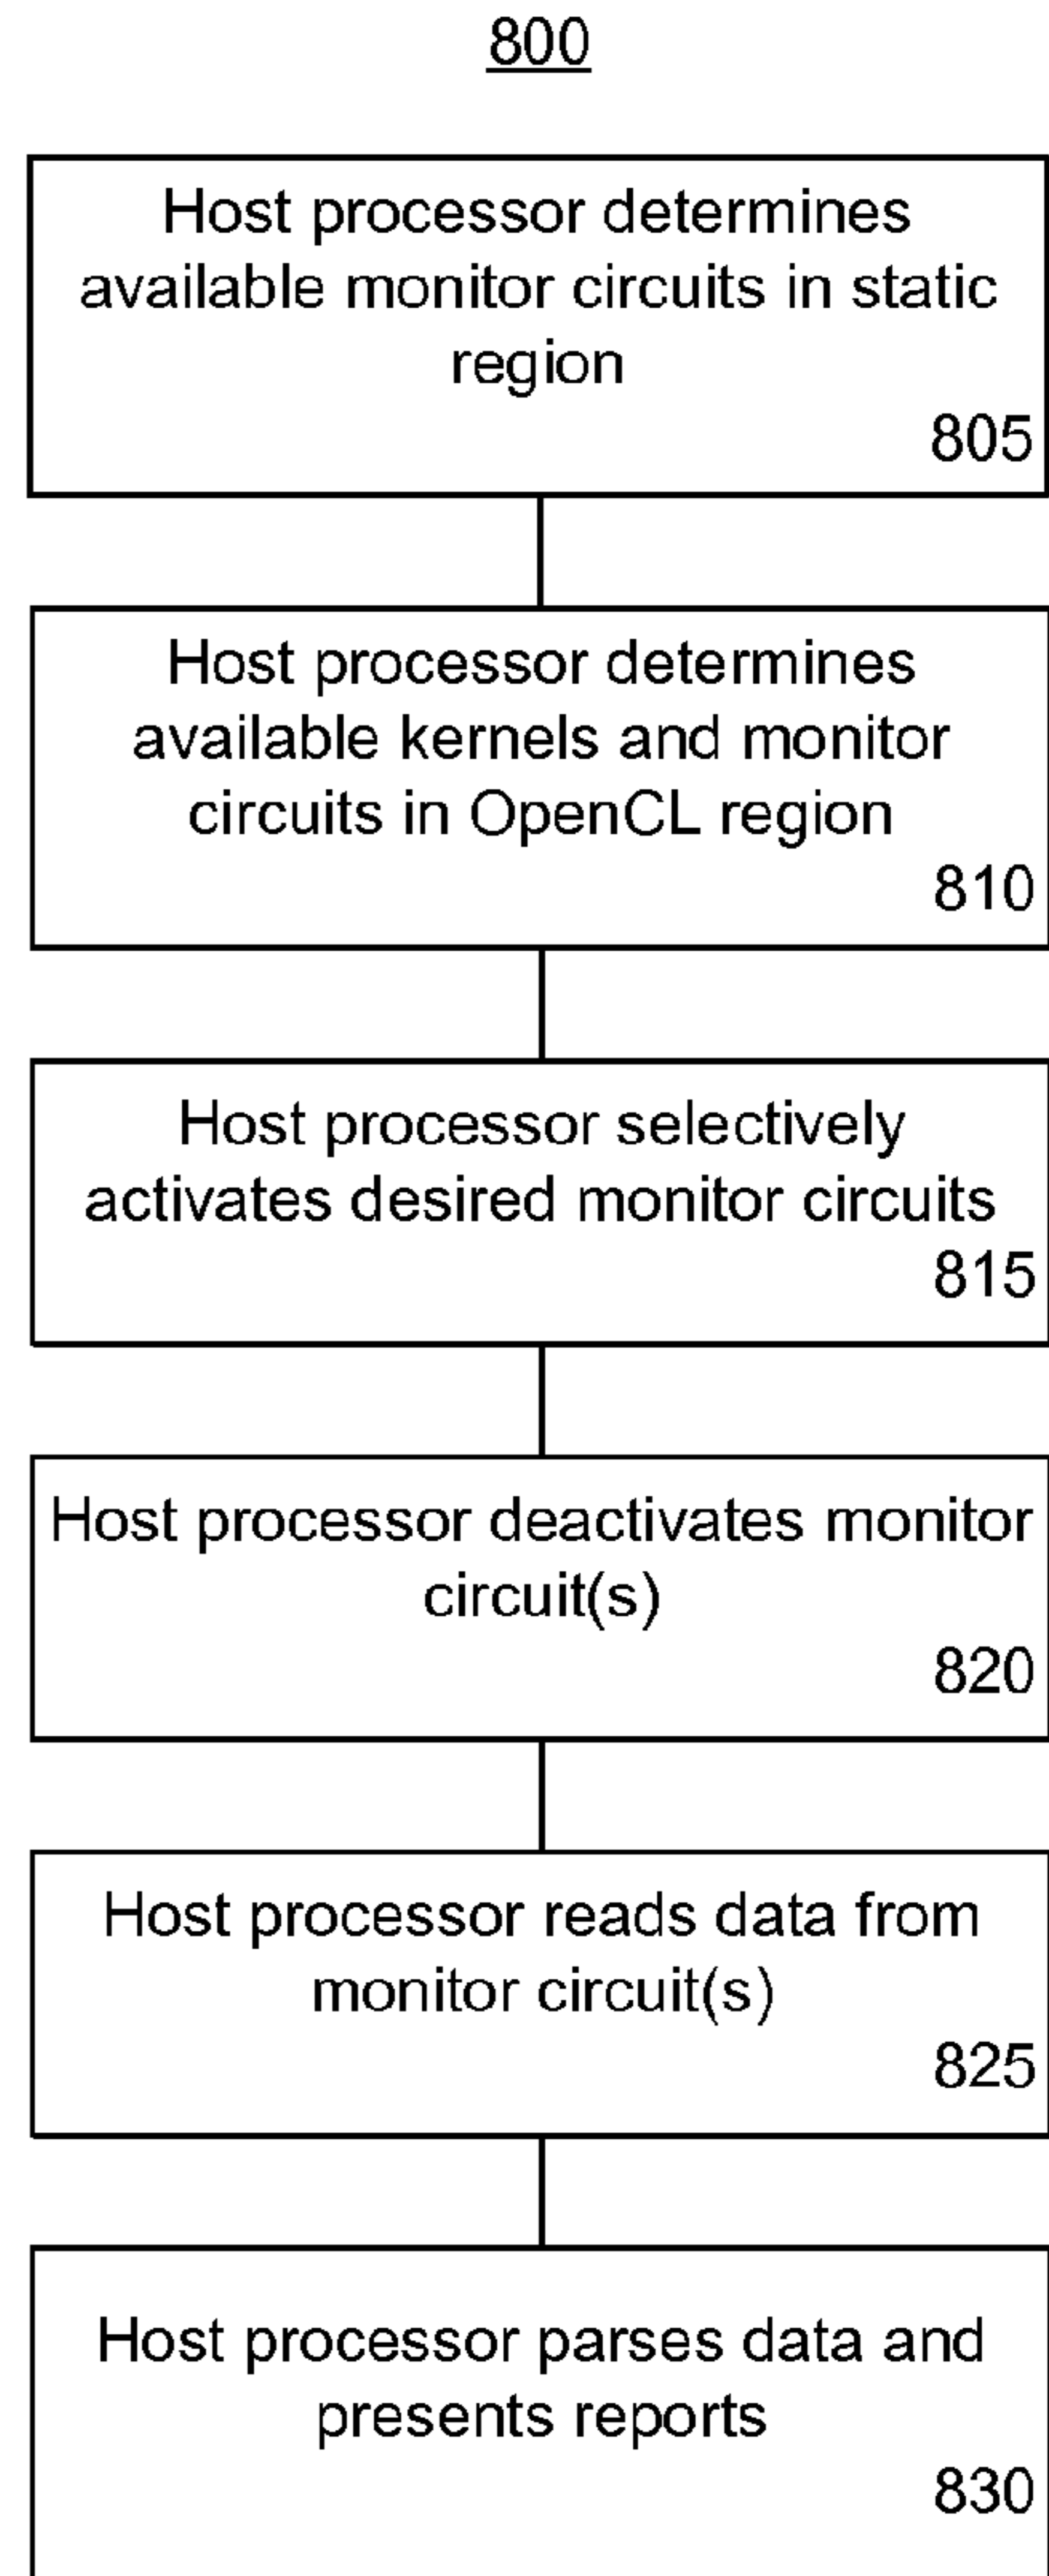 800
Host processor determines
available monitor circuits in static
region
805
Host processor determines
available kernels and monitor
circuits in OpenCL region
810
Host processor selectively
activates desired monitor circuits
815
Host processor deactivates monitor
circuit(s)
820
Host processor reads data from
monitor circuit(s)
825
Host processor parses data and
presents reports
830